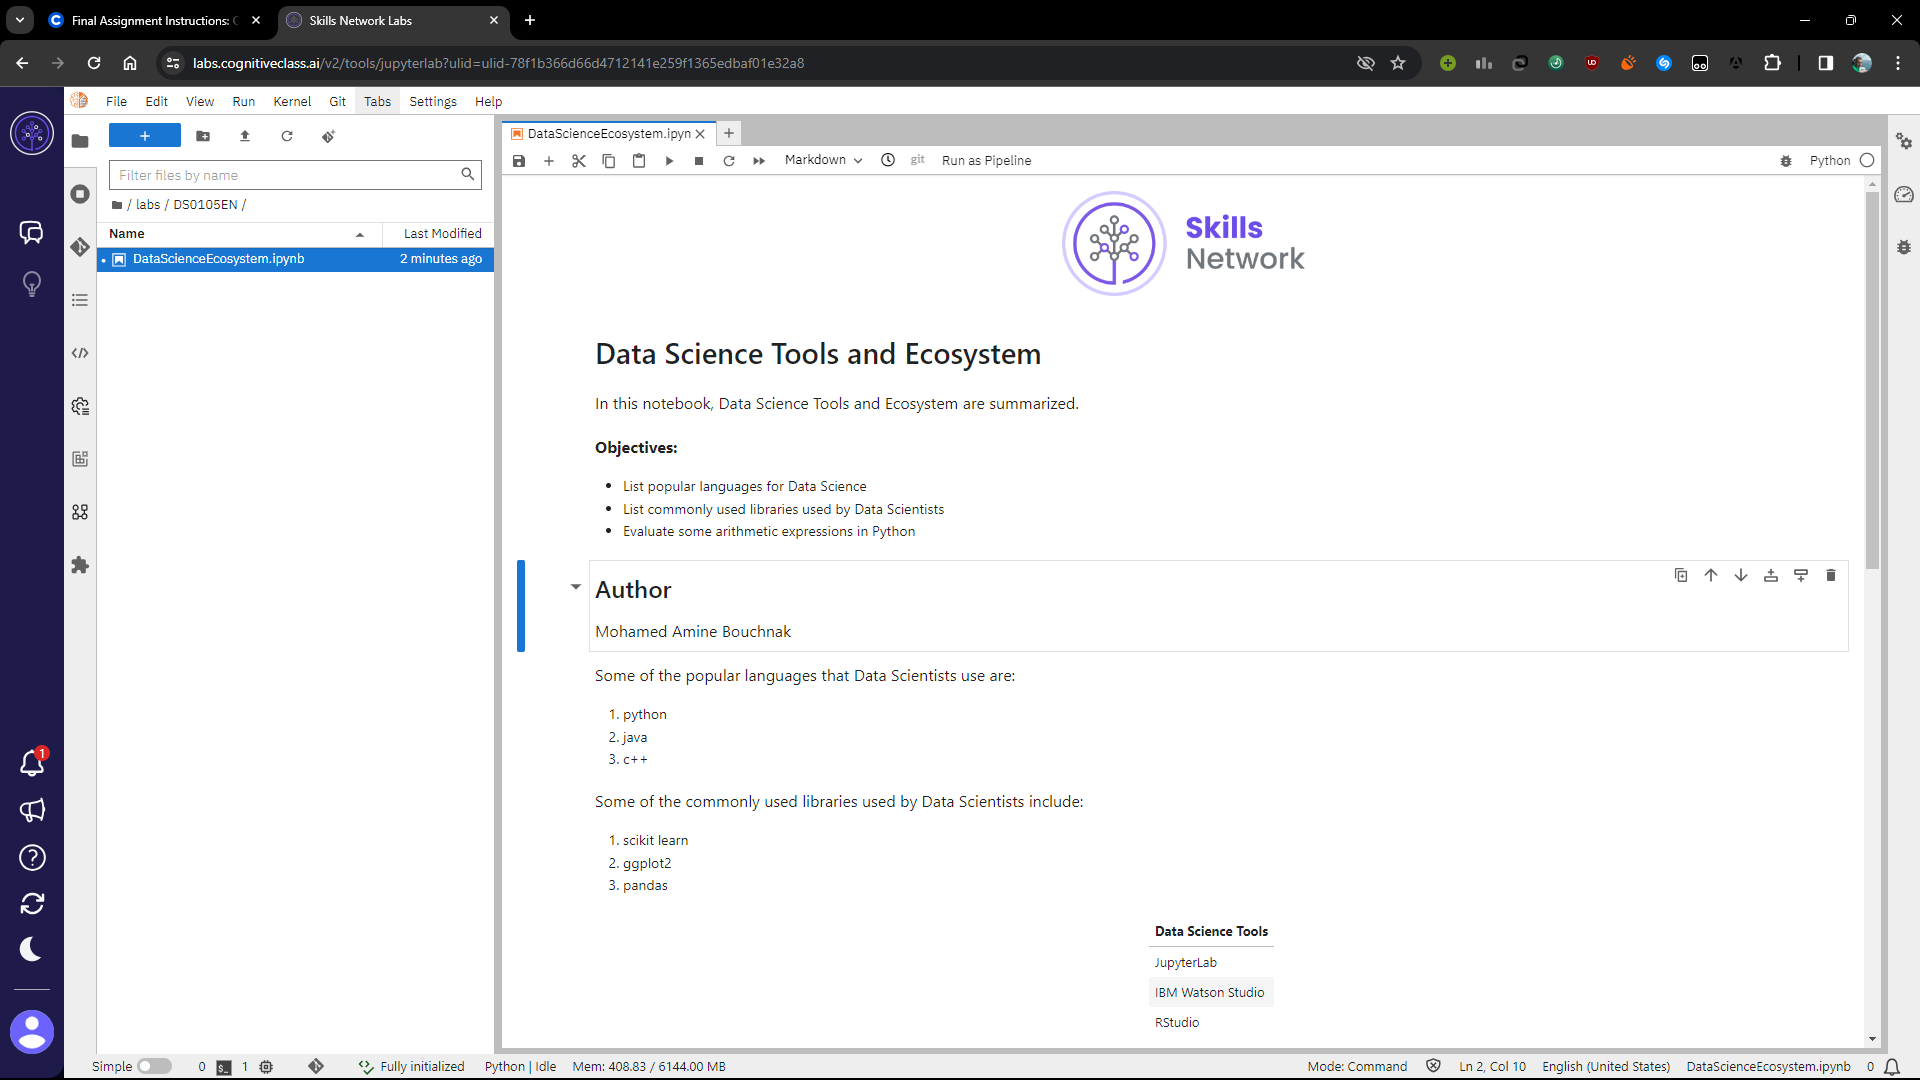 Final Assignment Instructions: C
Skills Network Labs
labs.cognitiveclass.ai/v2/tools/jupyterlab?ulid=ulid-78f1b366d66d4712141e259f1365edbaf01e32a8
File Edit View Run Kernel Git Tabs Settings Help
DataScienceEcosystem.ipyn
Markdown git Run as Pipeline Python
Filter files by name
/ labs / DS0105EN /
Name Last Modified
DataScienceEcosystem.ipynb 2 minutes ago
Skills
Network
Data Science Tools and Ecosystem
In this notebook, Data Science Tools and Ecosystem are summarized.
Objectives:
• List popular languages for Data Science
• List commonly used libraries used by Data Scientists
• Evaluate some arithmetic expressions in Python
Author
Mohamed Amine Bouchnak
Some of the popular languages that Data Scientists use are:
1. python
2. java
3. c++
Some of the commonly used libraries used by Data Scientists include:
1. scikit learn
2. ggplot2
3. pandas
Data Science Tools
JupyterLab
IBM Watson Studio
RStudio
1
Simple 0 1 Fully initialized Python | Idle Mem: 408.83 / 6144.00 MB Mode: Command Ln 2, Col 10 English (United States) DataScienceEcosystem.ipynb 0